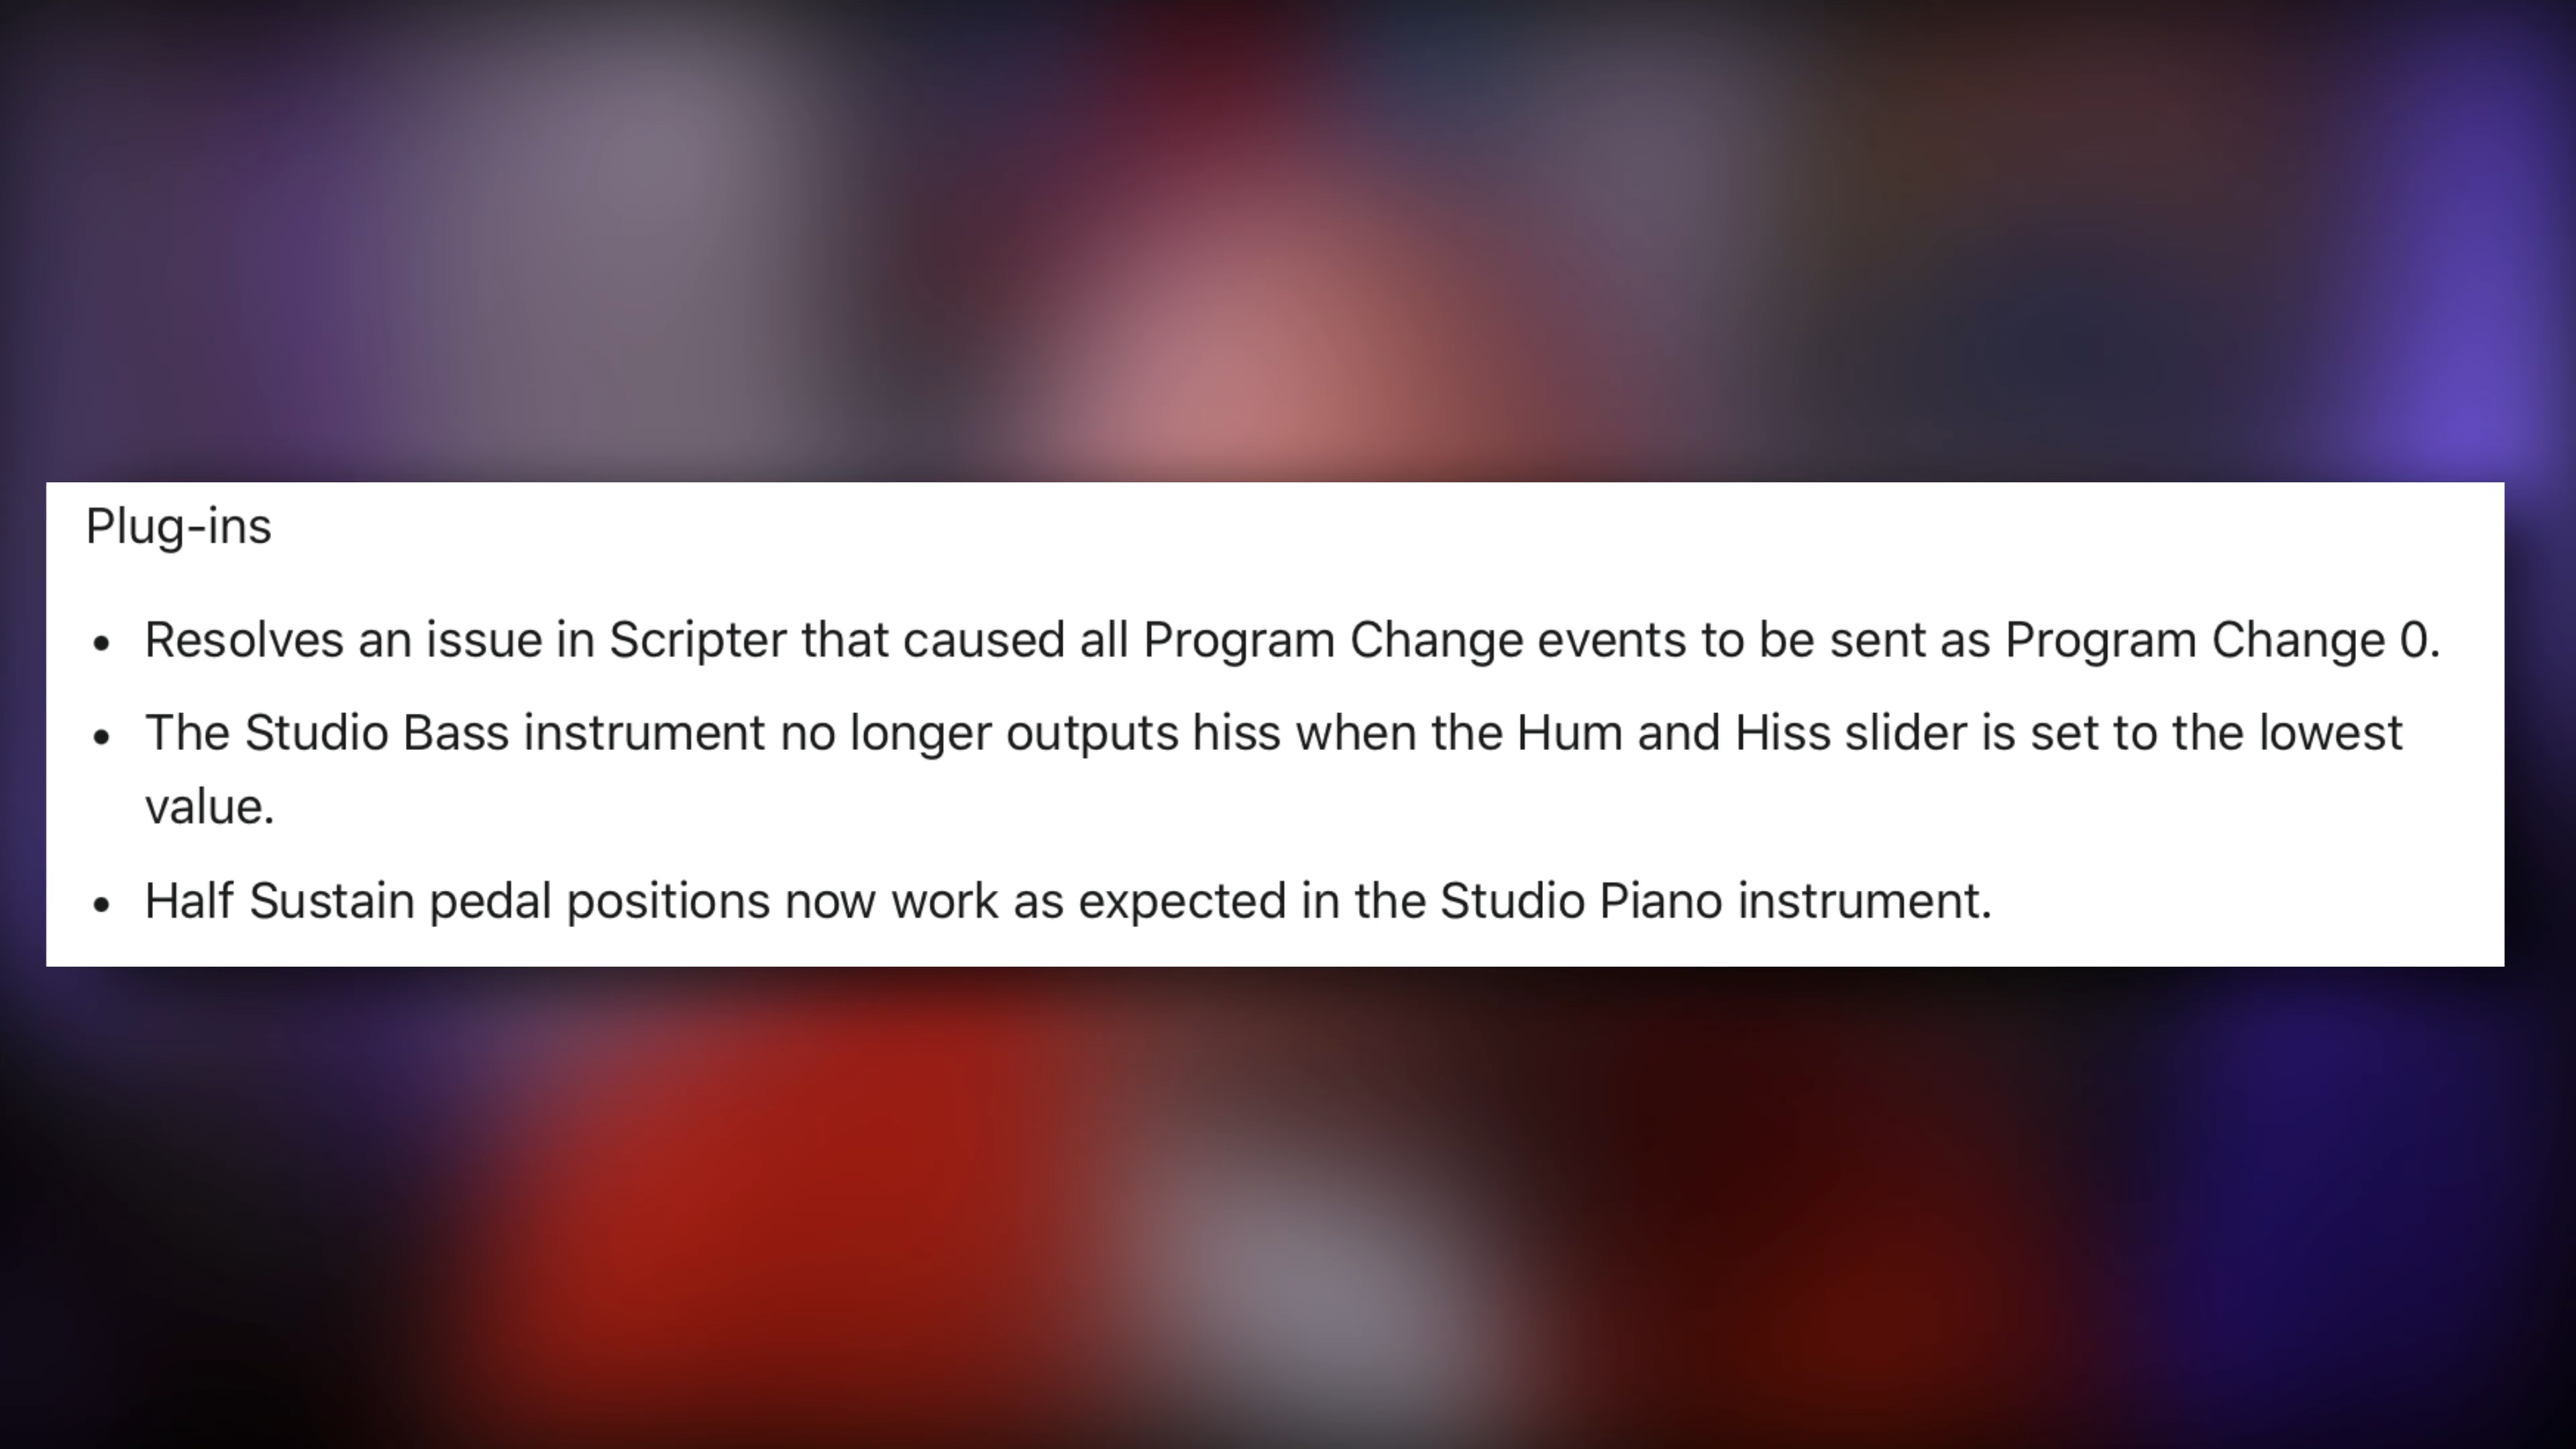 Plug-ins
• Resolves an issue in Scripter that caused all Program Change events to be sent as Program Change 0.
• The Studio Bass instrument no longer outputs hiss when the Hum and Hiss slider is set to the lowest
value.
• Half Sustain pedal positions now work as expected in the Studio Piano instrument.